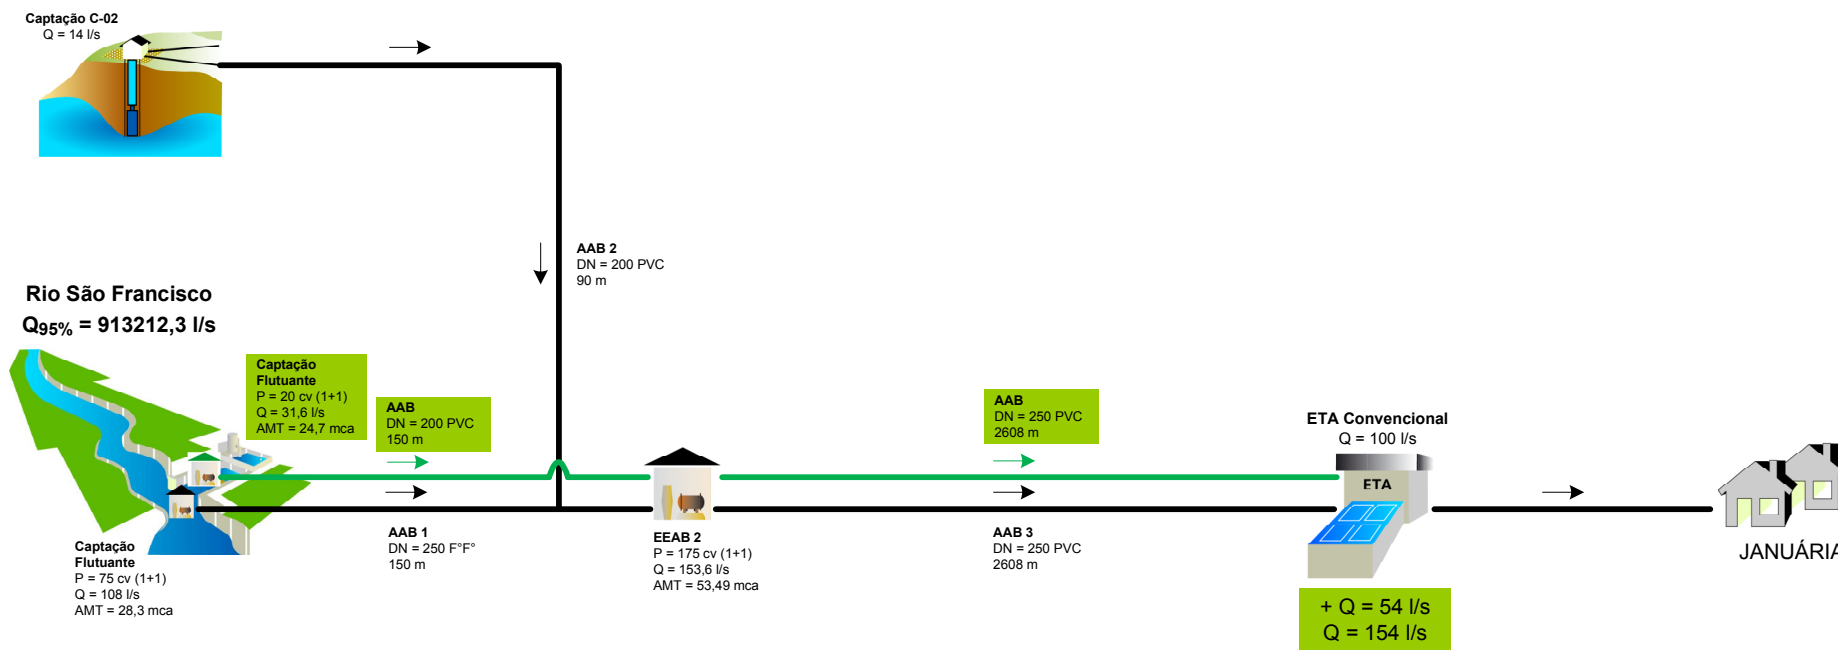 Captação C-02
Q = 14 l/s
AAB 2
DN = 200 PVC
90 m
Rio São Francisco
Q95% = 913212,3 l/s
Captação
Flutuante
P = 20 cv (1+1)
Q = 31,6 l/s
AMT = 24,7 mca
AAB
DN = 200 PVC
150 m
AAB
DN = 250 PVC
2608 m
ETA Convencional
Q = 100 l/s
ETA
Captação
Flutuante
P = 75 cv (1+1)
Q = 108 l/s
AMT = 28,3 mca
AAB 1
DN = 250 F°F°
150 m
EEAB 2
P = 175 cv (1+1)
Q = 153,6 l/s
AMT = 53,49 mca
AAB 3
DN = 250 PVC
2608 m
JANUÁRIA
+ Q = 54 l/s
Q = 154 l/s